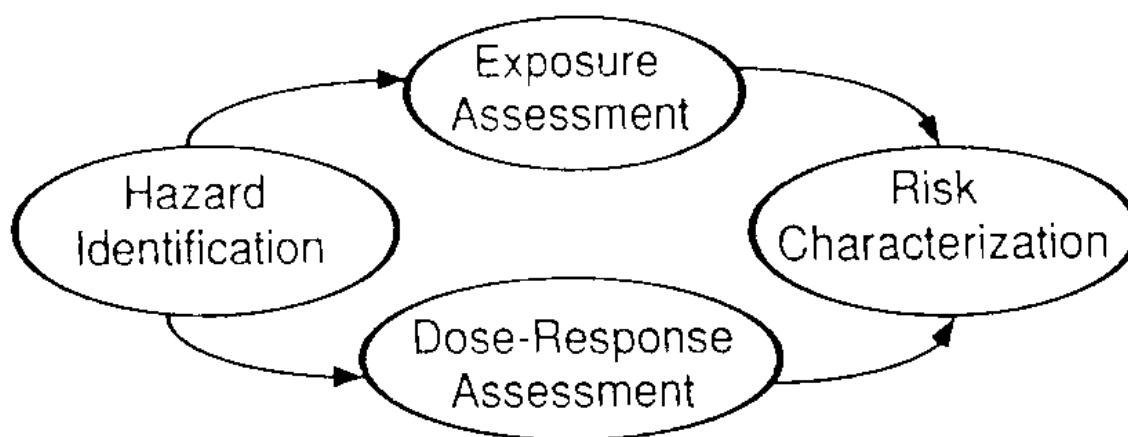 Exposure
Assessment
Hazard
Identification
Risk
Characterization
Dose-Response
Assessment